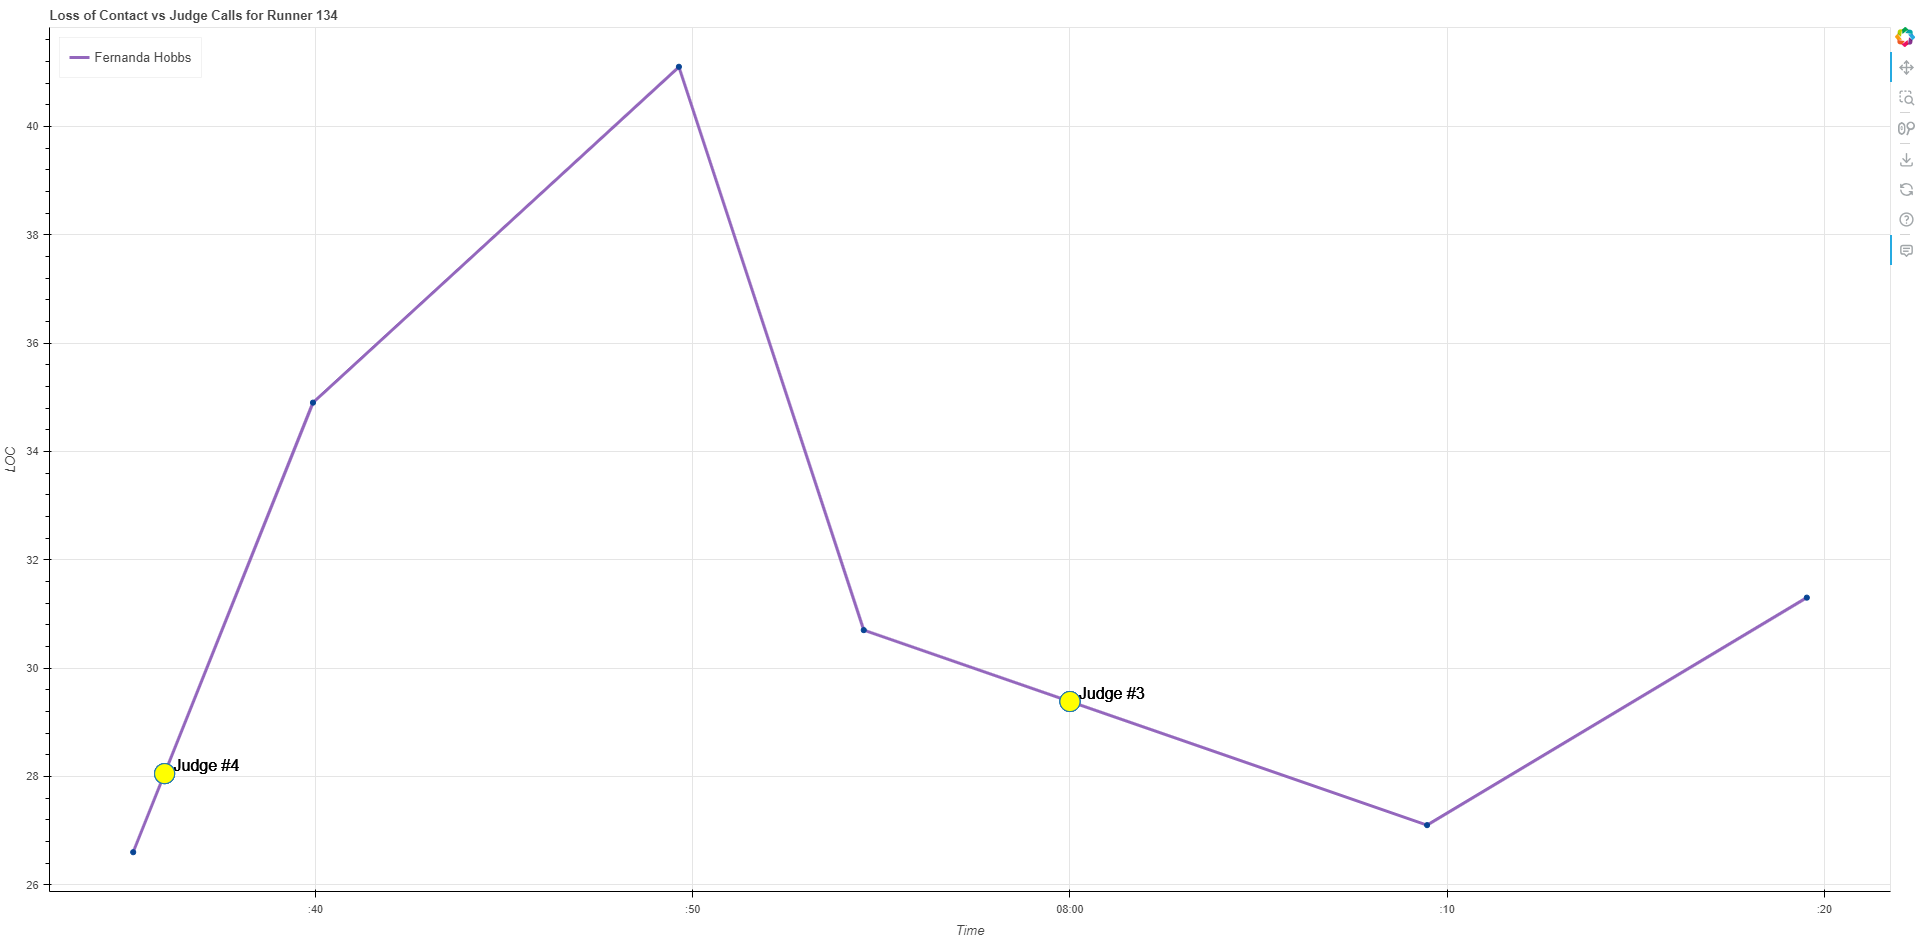 Loss of Contact vs Judge Calls for Runner 134
Fernanda Hobbs
40
38
36
34
32
30
28
26
LOC
Judge #3
Judge #4
:40
:50
08:00
:10
:20
Time